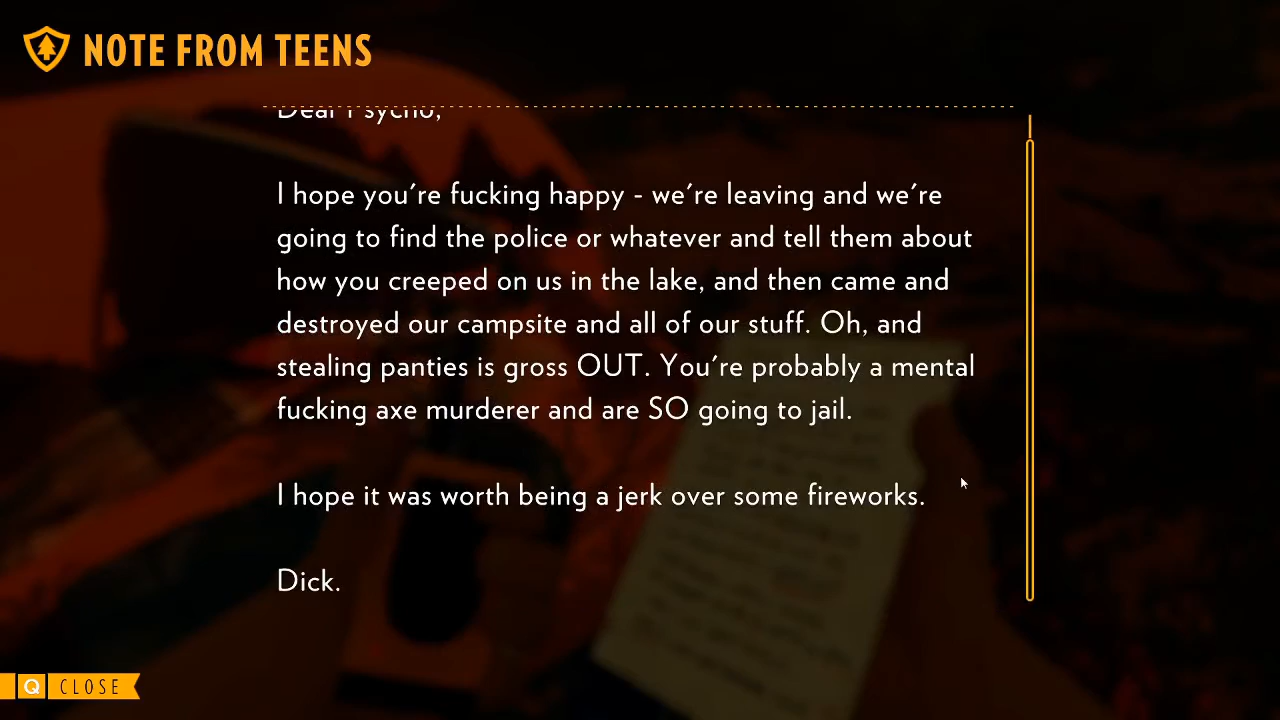 NOTE FROM TEENS
Dear Psycho,
I hope you're fucking happy - we're leaving and we're
going to find the police or whatever and tell them about
how you creeped on us in the lake, and then came and
destroyed our campsite and all of our stuff. Oh, and
stealing panties is gross OUT. You're probably a mental
fucking axe murderer and are SO going to jail.
I hope it was worth being a jerk over some fireworks.
Dick.
Q CLOSE